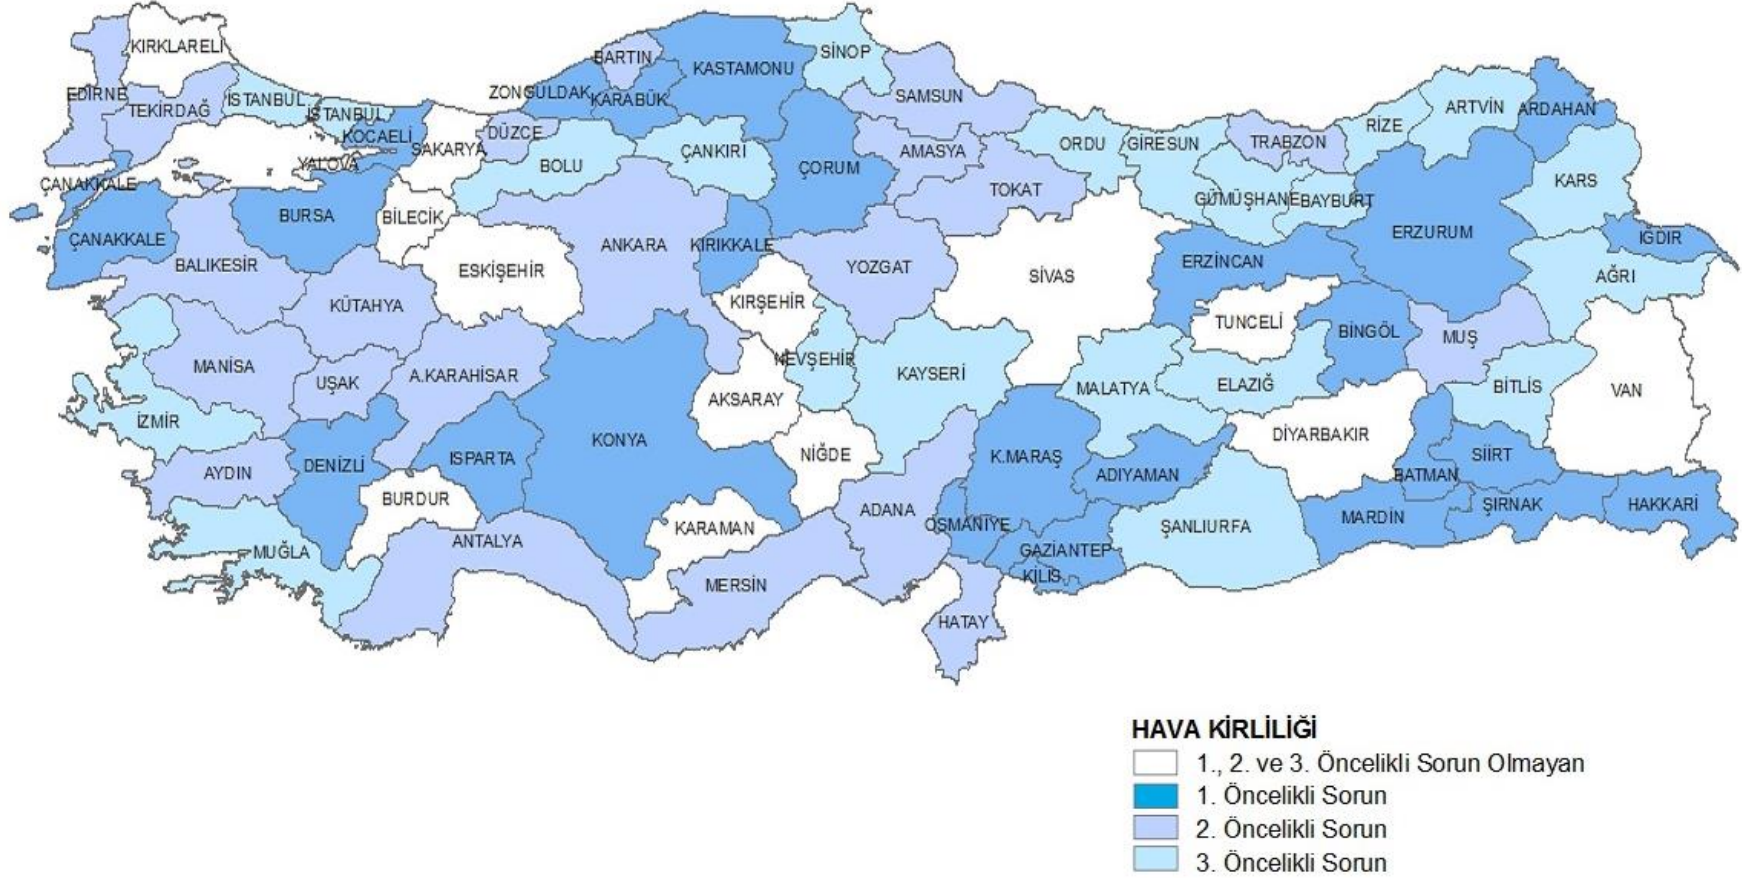 KIRKLARELİ
EDİRNE
TEKİRDAĞ
İSTANBUL
İSTANBUL
KOCAELİ
YALOVA
SAKARYA
DÜZCE
ZONGULDAK
BARTIN
KARABÜK
KASTAMONU
SİNOP
SAMSUN
ÇANKIRI
BOLU
ÇORUM
AMASYA
TOKAT
ORDU
GİRESUN
TRABZON
RİZE
ARTVİN
ARDAHAN
KARS
GÜMÜŞHANE
BAYBURT
ERZURUM
IĞDIR
AĞRI
ÇANAKKALE
ÇANAKKALE
BURSA
BİLECİK
BALIKESİR
ESKİŞEHİR
ANKARA
KIRIKKALE
YOZGAT
SİVAS
ERZİNCAN
KÜTAHYA
KIRŞEHİR
TUNCELİ
BİNGÖL
MUŞ
MANİSA
UŞAK
A.KARAHİSAR
NEVŞEHİR
KAYSERİ
MALATYA
ELAZIĞ
BİTLİS
VAN
İZMİR
AKSARAY
KONYA
NİĞDE
DİYARBAKIR
AYDIN
DENİZLİ
ISPARTA
BURDUR
K.MARAŞ
ADIYAMAN
BATMAN
SİİRT
ŞIRNAK
HAKKARİ
MARDİN
ADANA
OSMANİYE
KARAMAN
ŞANLIURFA
GAZİANTEP
KİLİS
MUĞLA
ANTALYA
MERSİN
HATAY
HAVA KİRLİLİĞİ
1., 2. ve 3. Öncelikli Sorun Olmayan
1. Öncelikli Sorun
2. Öncelikli Sorun
3. Öncelikli Sorun